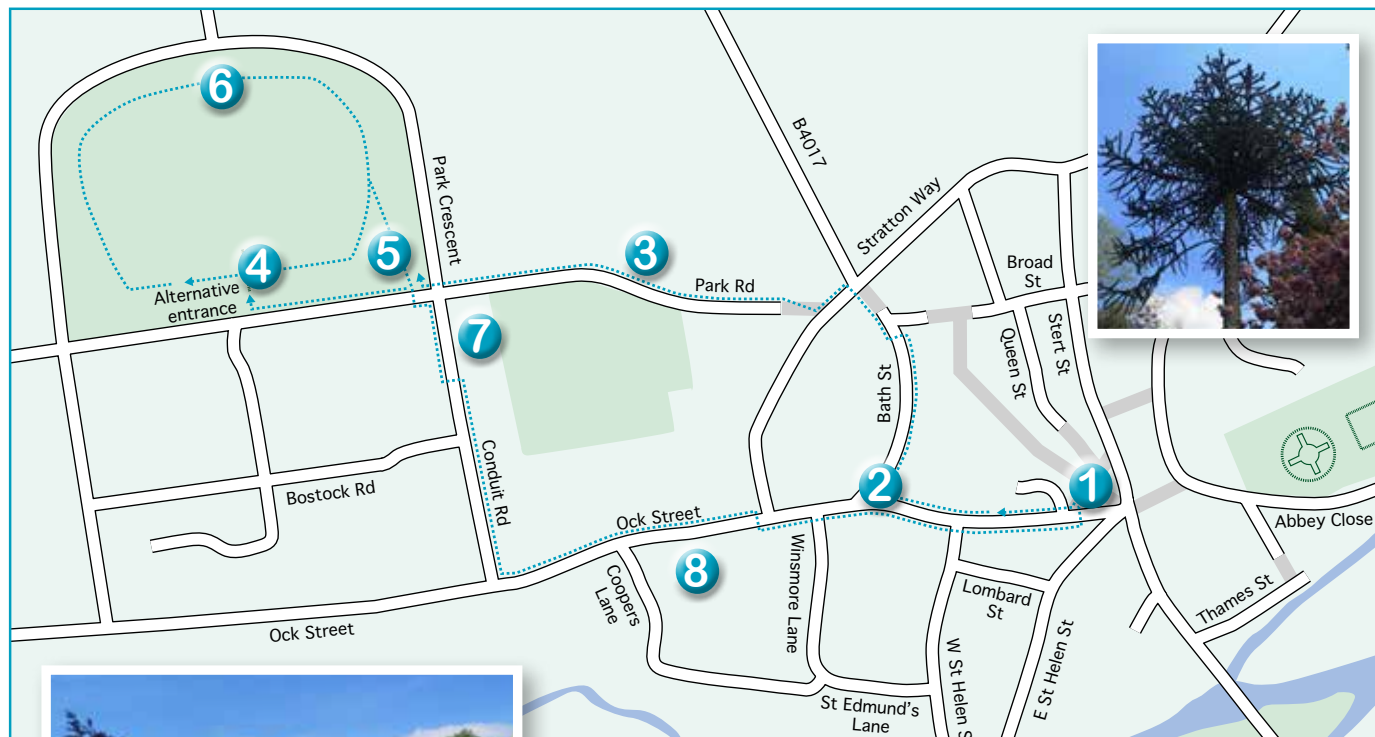 6
B4017
Park Crescent
Stratton Way
3
5
4
Broad
St
Alternative
entrance
Park Rd
Stert St
Queen St
7
Bath St
Conduit Rd
2
1
Bostock Rd
Ock Street
Abbey Close
Winsmore Lane
8
Coopers
Lane
Lombard
St
Thames St
Ock Street
W St Helen S
E St Helen St
St Edmund's
Lane